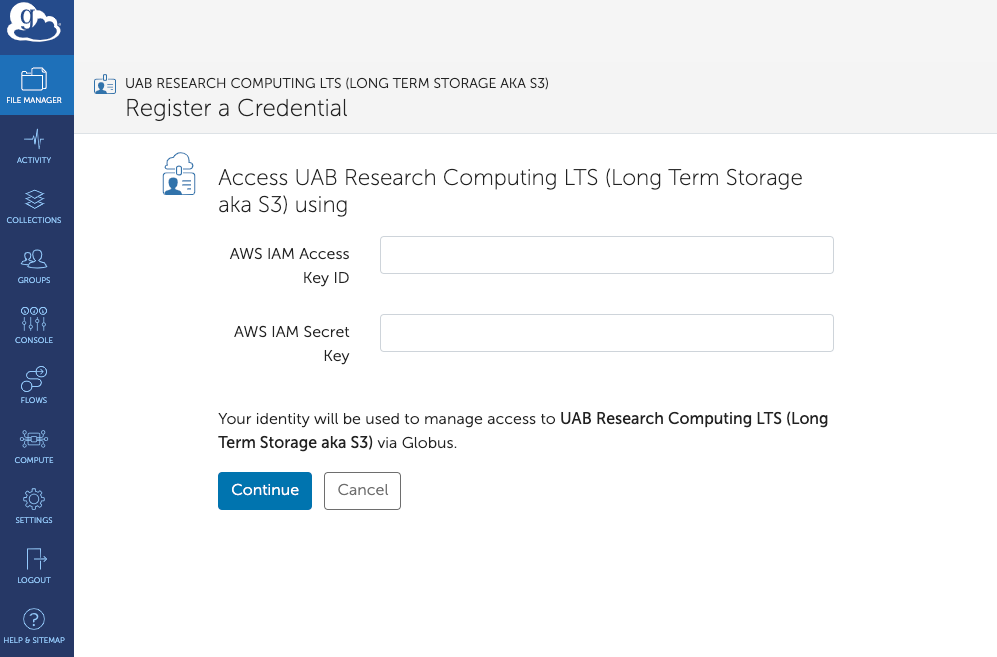 g
FILE MANAGER
ACTIVITY
COLLECTIONS
GROUPS
CONSOLE
FLOWS
COMPUTE
SETTINGS
LOGOUT
?
HELP & SITEMAP
UAB RESEARCH COMPUTING LTS (LONG TERM STORAGE AKA S3)
Register a Credential
Access UAB Research Computing LTS (Long Term Storage
aka S3) using
AWS IAM Access
Key ID
AWS IAM Secret
Key
Your identity will be used to manage access to UAB Research Computing LTS (Long
Term Storage aka S3) via Globus.
Continue
Cancel